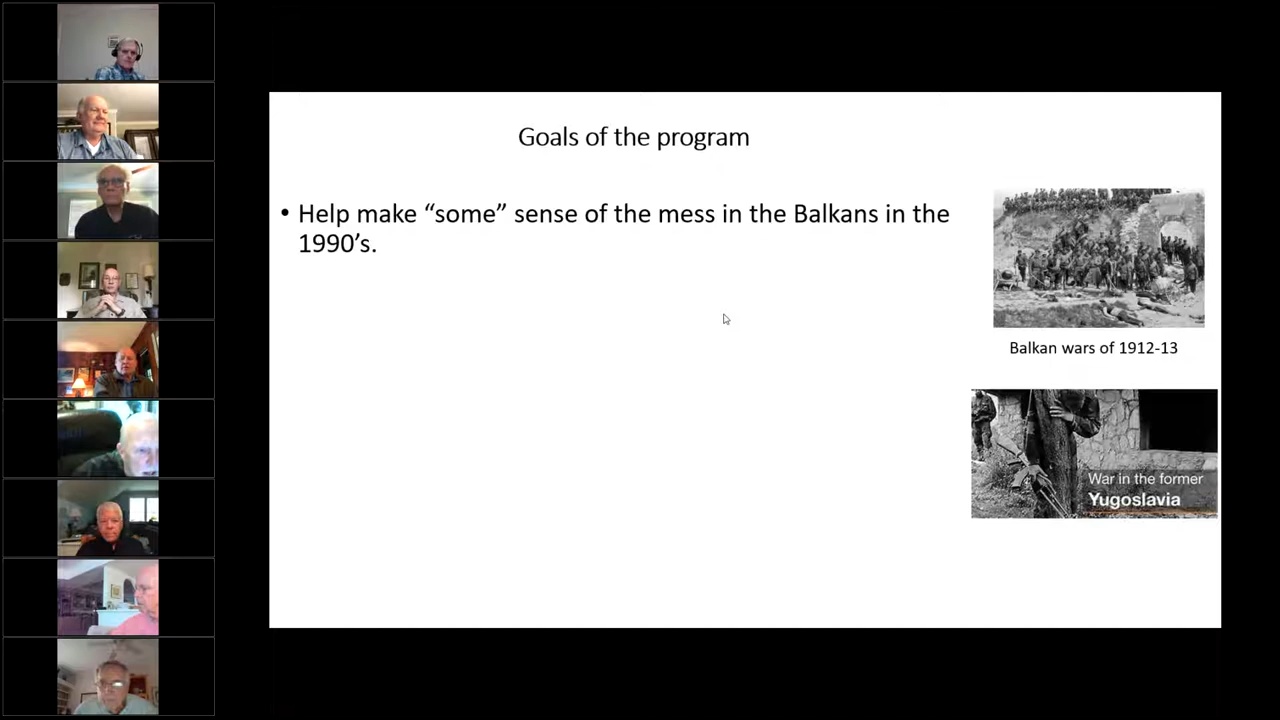 Goals of the program
• Help make “some” sense of the mess in the Balkans in the
1990’s.
Balkan wars of 1912-13
War in the former
Yugoslavia